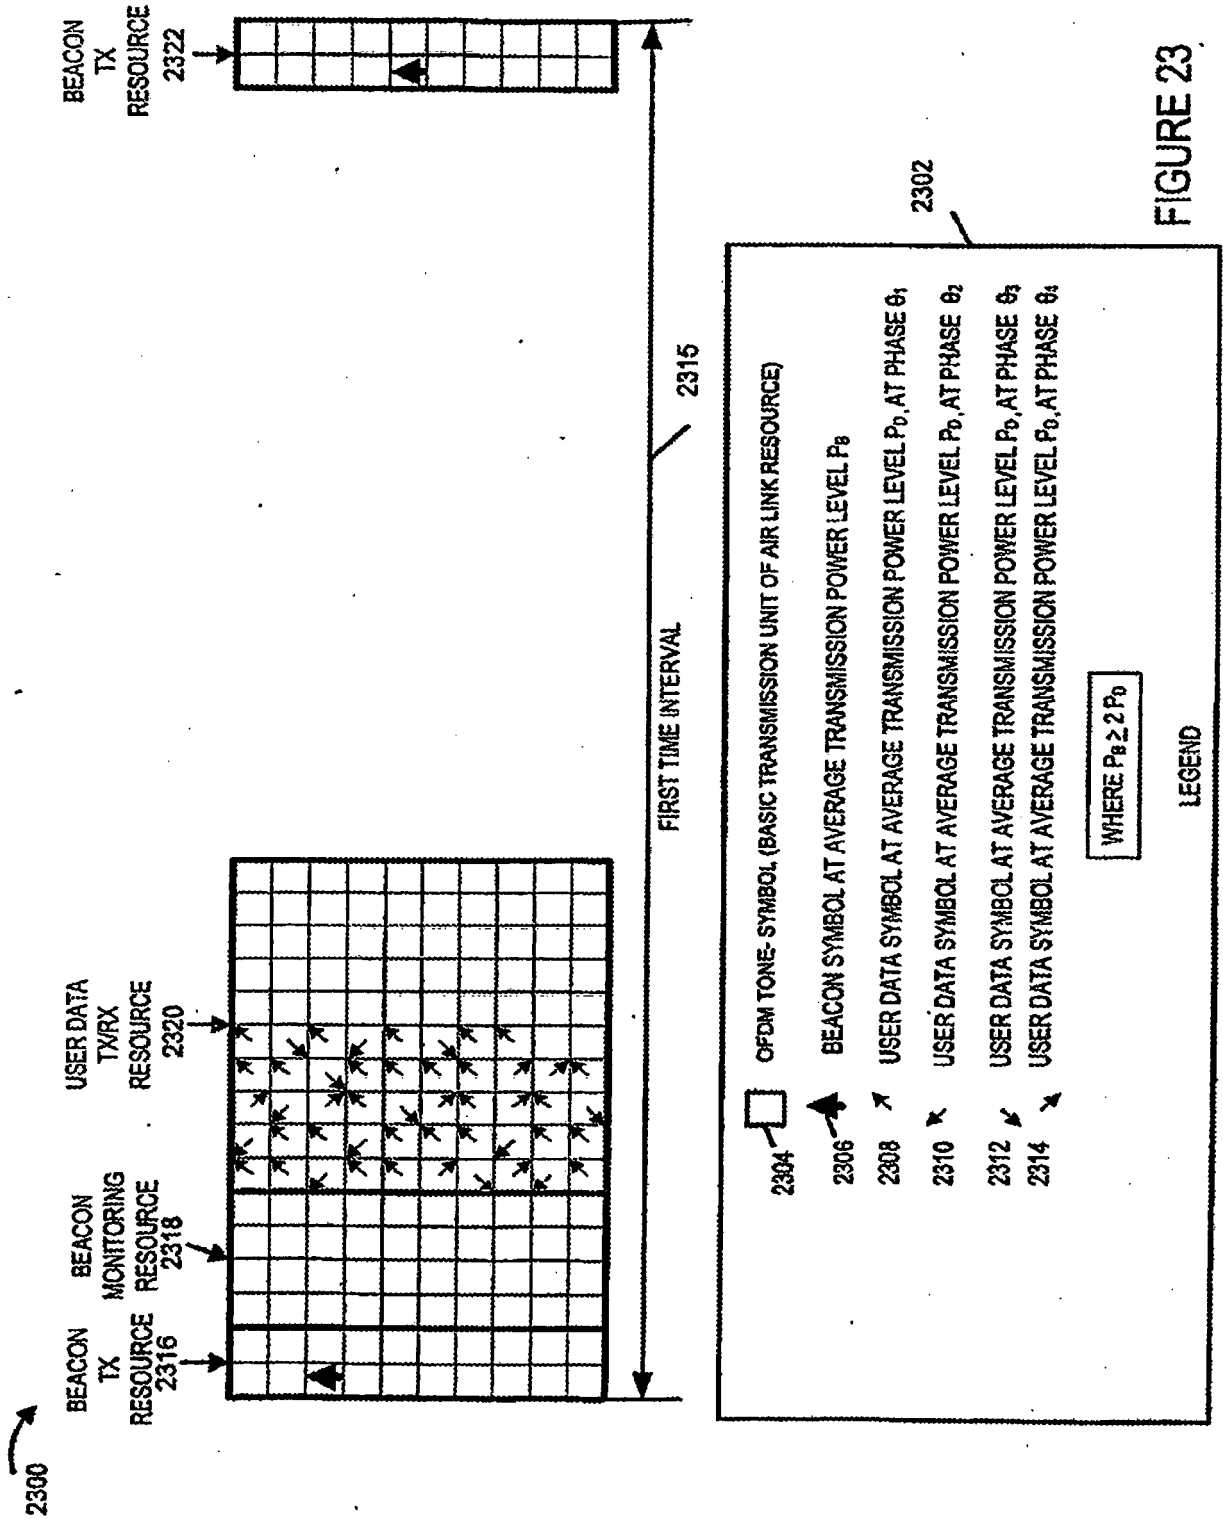 2300
BEACON
TX
RESOURCE
2316
BEACON
MONITORING
RESOURCE
2318
USER DATA
TX/RX
RESOURCE
2320
BEACON
TX
RESOURCE
2322
FIRST TIME INTERVAL
2315
2302
2304
OFDM TONE- SYMBOL (BASIC TRANSMISSION UNIT OF AIR LINK RESOURCE)
2306
BEACON SYMBOL AT AVERAGE TRANSMISSION POWER LEVEL PB
2308
USER DATA SYMBOL AT AVERAGE TRANSMISSION POWER LEVEL PD, AT PHASE θ1
2310
USER DATA SYMBOL AT AVERAGE TRANSMISSION POWER LEVEL PD, AT PHASE θ2
2312
USER DATA SYMBOL AT AVERAGE TRANSMISSION POWER LEVEL PD, AT PHASE θ3
2314
USER DATA SYMBOL AT AVERAGE TRANSMISSION POWER LEVEL PD, AT PHASE θ4
WHERE PB ≥ 2 PD
LEGEND
FIGURE 23